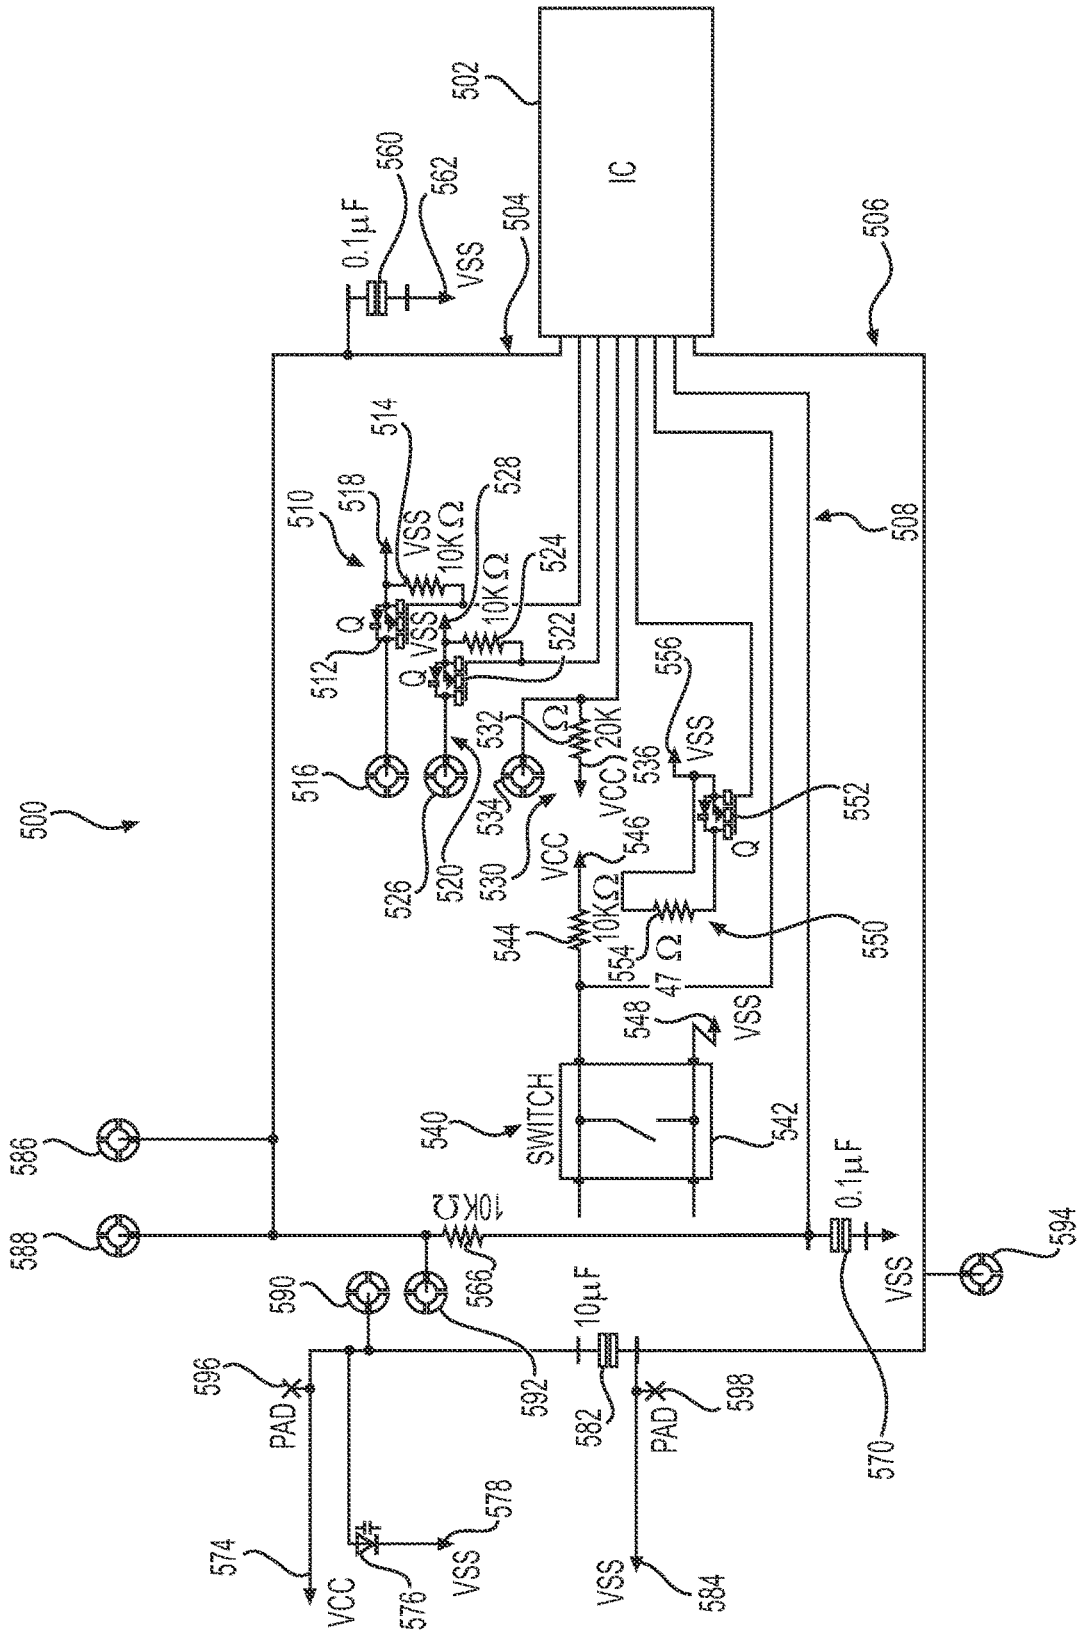 500
586
588
590
592
566
10KΩ
596
PAD
574
VCC
576
578
VSS
10µF
582
PAD
598
VSS
584
0.1µF
570
VSS
594
SWITCH
540
542
548
VSS
544
10KΩ
VCC
546
554
47 Ω
550
552
Q
556
VSS
516
526
520
534
530
532
Ω
20K
536
VCC
510
512
Q
518
VSS
514
10KΩ
Q
VSS
528
10KΩ
524
522
0.1µF
560
562
VSS
504
502
IC
506
508